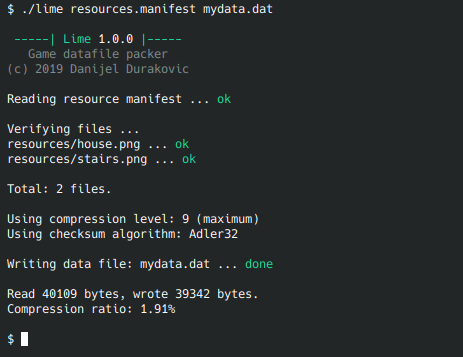 $ ./lime resources.manifest mydata.dat
-----| Lime 1.0.0 |-----
Game datafile packer
(c) 2019 Danijel Durakovic
Reading resource manifest ... ok
Verifying files ...
resources/house.png ... ok
resources/stairs.png ... ok
Total: 2 files.
Using compression level: 9 (maximum)
Using checksum algorithm: Adler32
Writing data file: mydata.dat ... done
Read 40109 bytes, wrote 39342 bytes.
Compression ratio: 1.91%
$